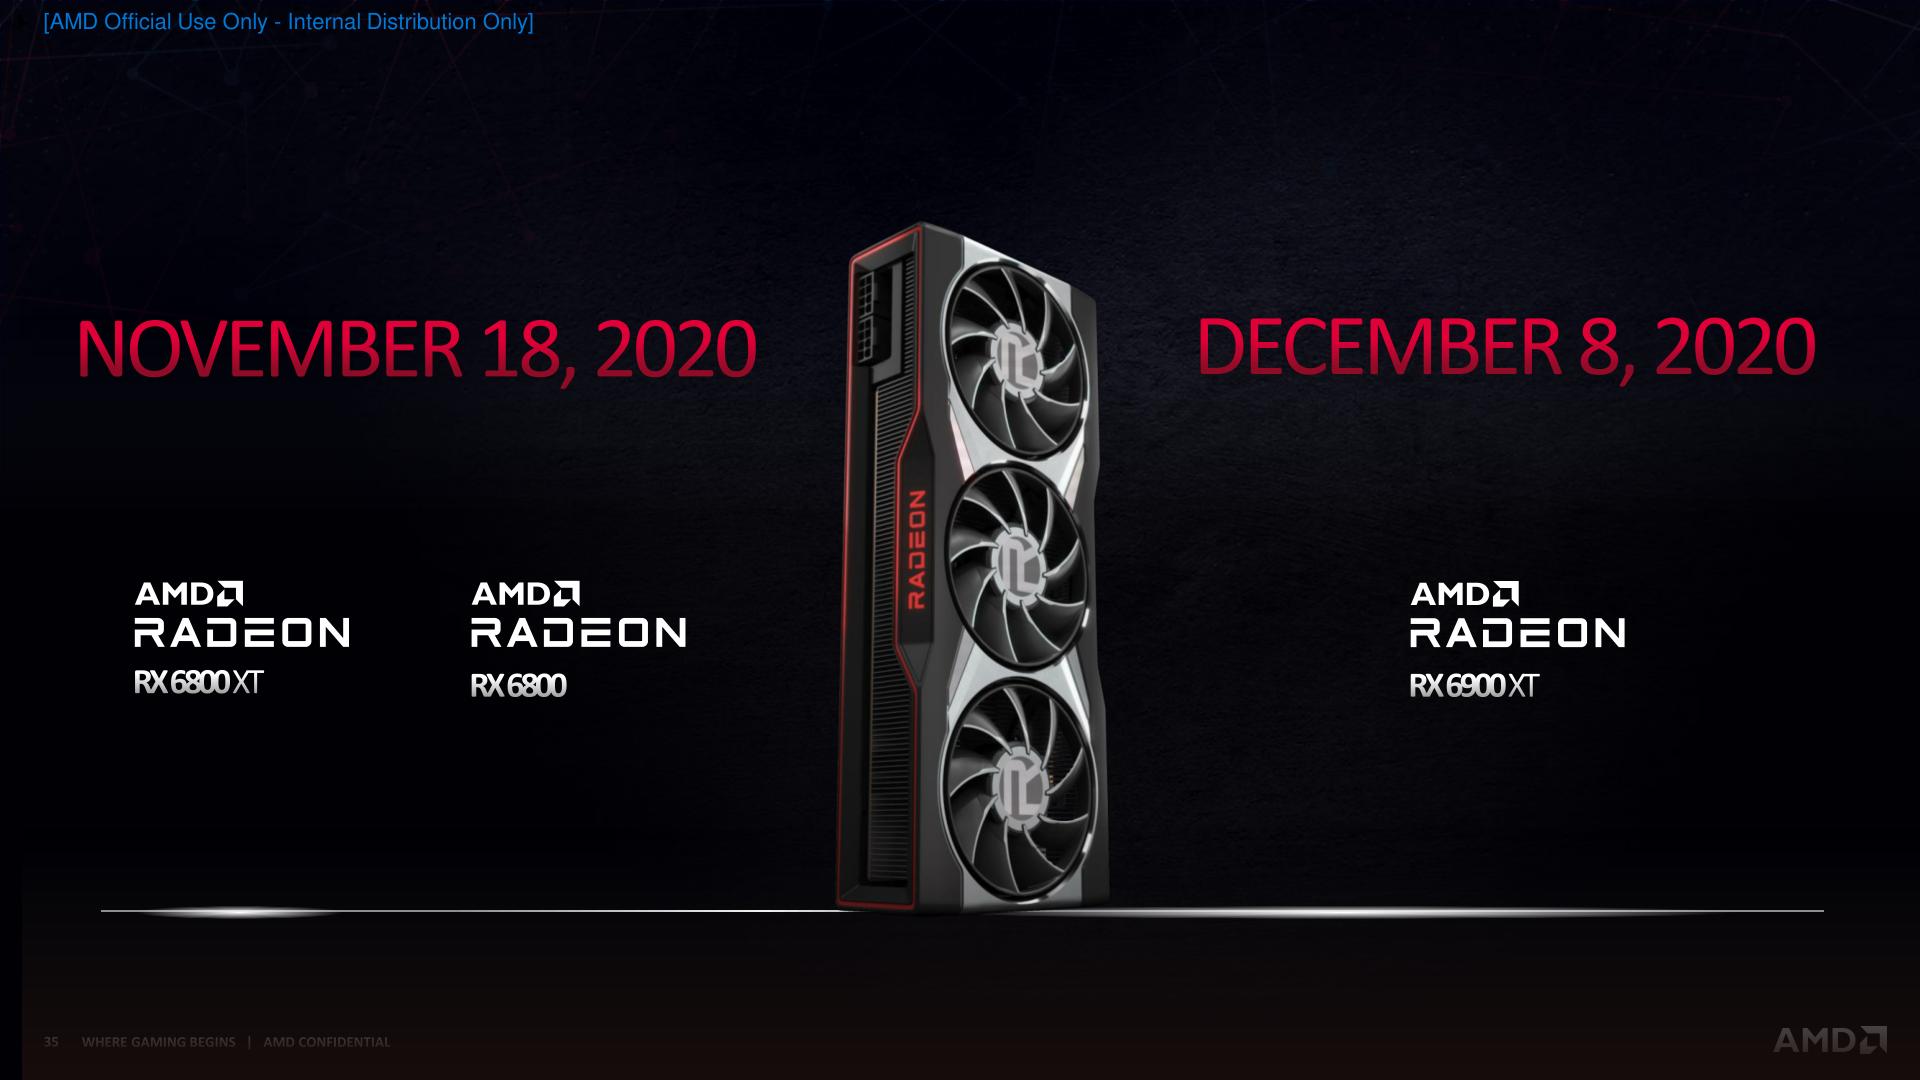 [AMD Official Use Only - Internal Distribution Only]
NOVEMBER 18, 2020
DECEMBER 8, 2020
RADEON
AMD
RADEON
RX 6800 XT
AMD
RADEON
RX 6800
AMD
RADEON
RX 6900 XT
35 WHERE GAMING BEGINS | AMD CONFIDENTIAL
AMD